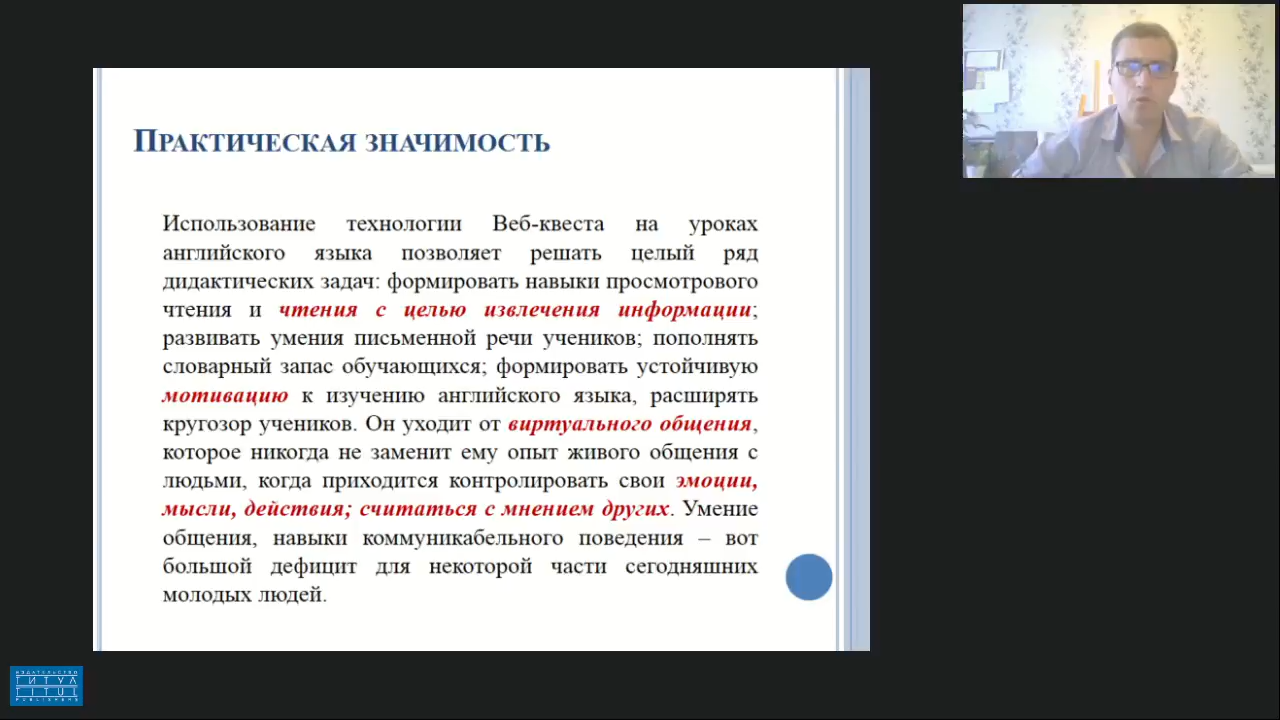 ПРАКТИЧЕСКАЯ ЗНАЧИМОСТЬ
Использование технологии Веб-квеста на уроках
английского языка позволяет решать целый ряд
дидактических задач: формировать навыки просмотрового
чтения и чтения с целью извлечения информации;
развивать умения письменной речи учеников; пополнять
словарный запас обучающихся; формировать устойчивую
мотивацию к изучению английского языка, расширять
кругозор учеников. Он уходит от виртуального общения,
которое никогда не заменит ему опыт живого общения с
людьми, когда приходится контролировать свои эмоции,
мысли, действия; считаться с мнением других. Умение
общения, навыки коммуникабельного поведения – вот
большой дефицит для некоторой части сегодняшних
молодых людей.
ИЗДАТЕЛЬСТВО
ТИТУЛ
TITUL
PUBLISHERS